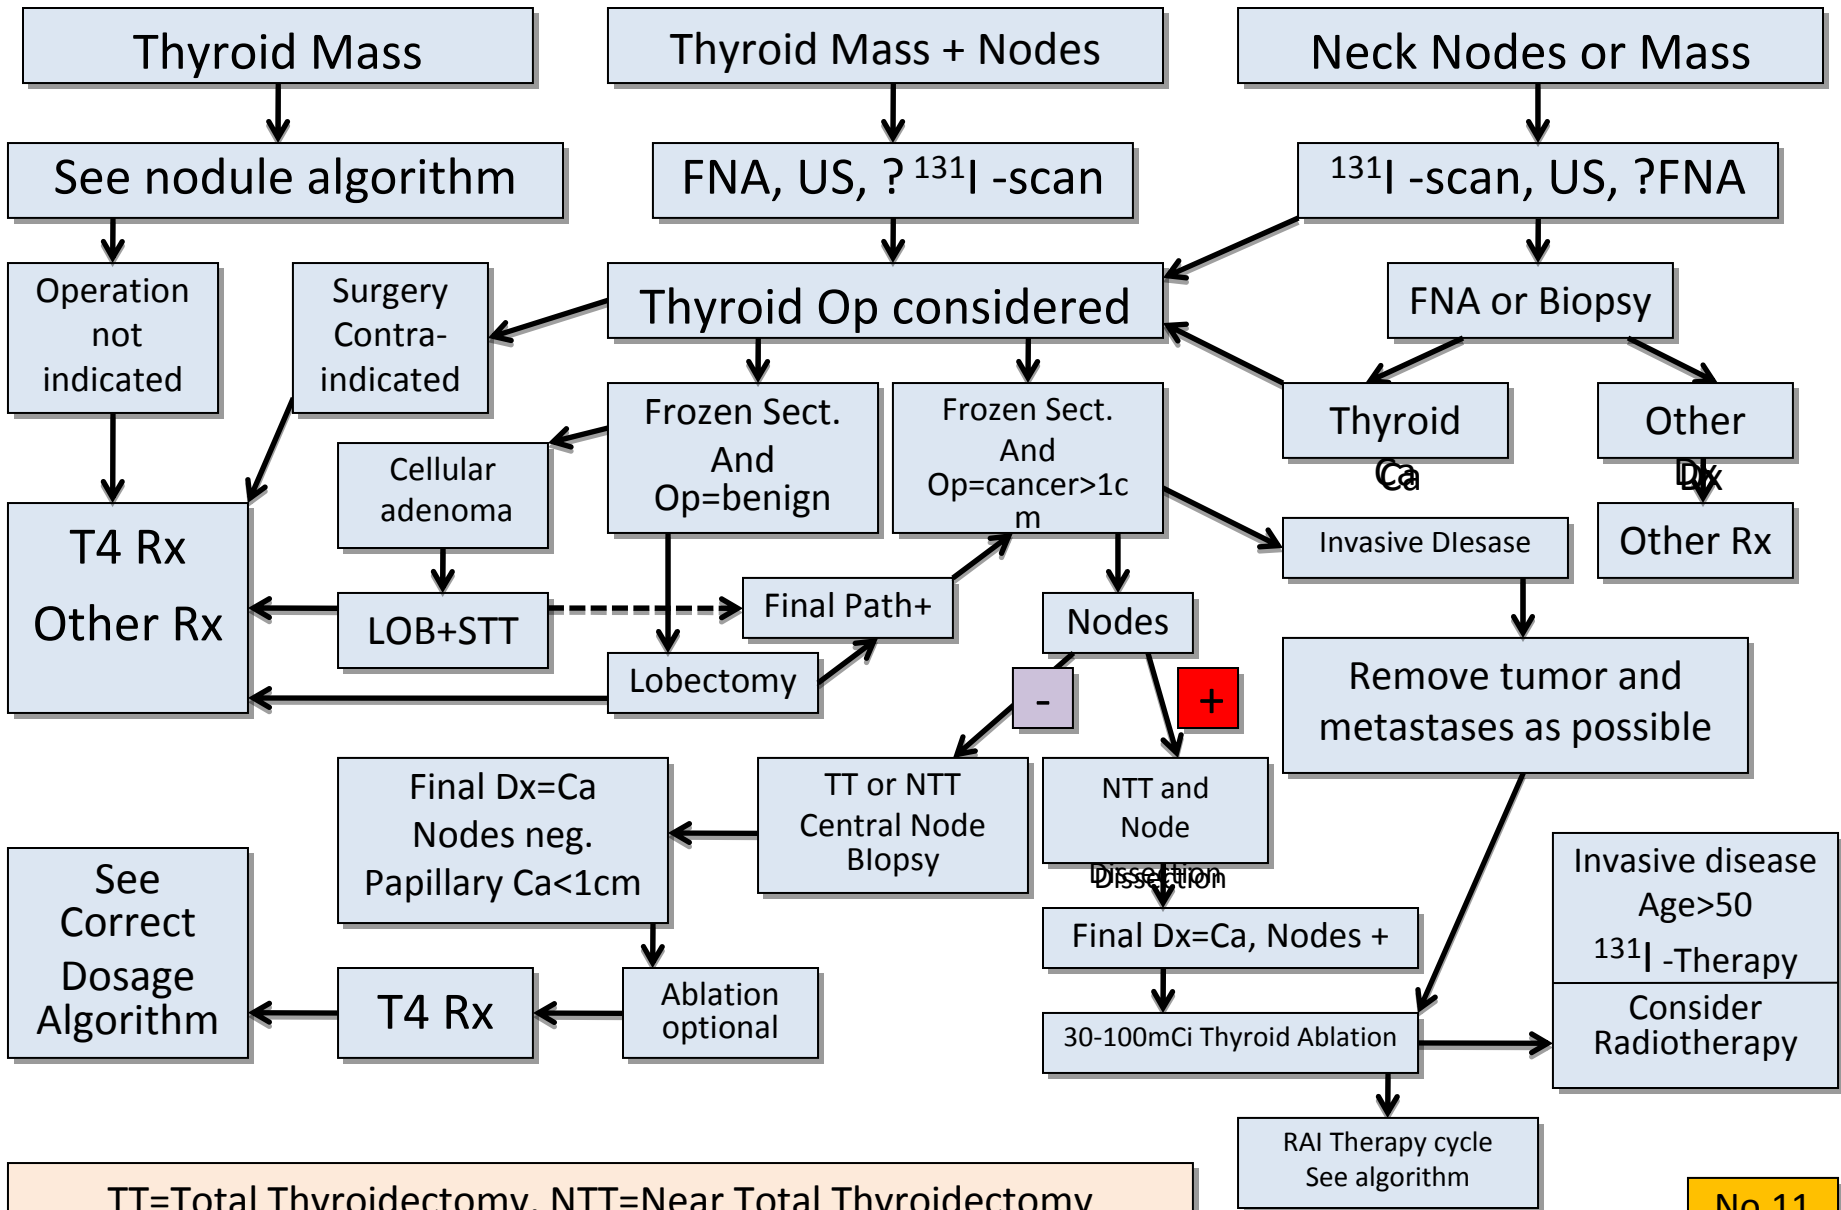 Thyroid Mass
Thyroid Mass + Nodes
Neck Nodes or Mass
See nodule algorithm
FNA, US, ? ¹³¹I -scan
¹³¹I -scan, US, ?FNA
Operation
not
indicated
Surgery
Contra-
indicated
Thyroid Op considered
FNA or Biopsy
Frozen Sect.
And
Op=benign
Frozen Sect.
And
Op=cancer>1c
m
Thyroid
Ca
Other
Dx
Cellular
adenoma
T4 Rx
Other Rx
Invasive DIesase
Other Rx
LOB+STT
Final Path+
Nodes
Lobectomy
-
+
Remove tumor and
metastases as possible
Final Dx=Ca
Nodes neg.
Papillary Ca<1cm
TT or NTT
Central Node
BIopsy
NTT and
Node
Dissection
See
Correct
Dosage
Algorithm
Invasive disease
Age>50
¹³¹I -Therapy
Consider
Radiotherapy
Final Dx=Ca, Nodes +
T4 Rx
Ablation
optional
30-100mCi Thyroid Ablation
RAI Therapy cycle
See algorithm
TT=Total Thyroidectomy, NTT=Near Total Thyroidectomy
No 11